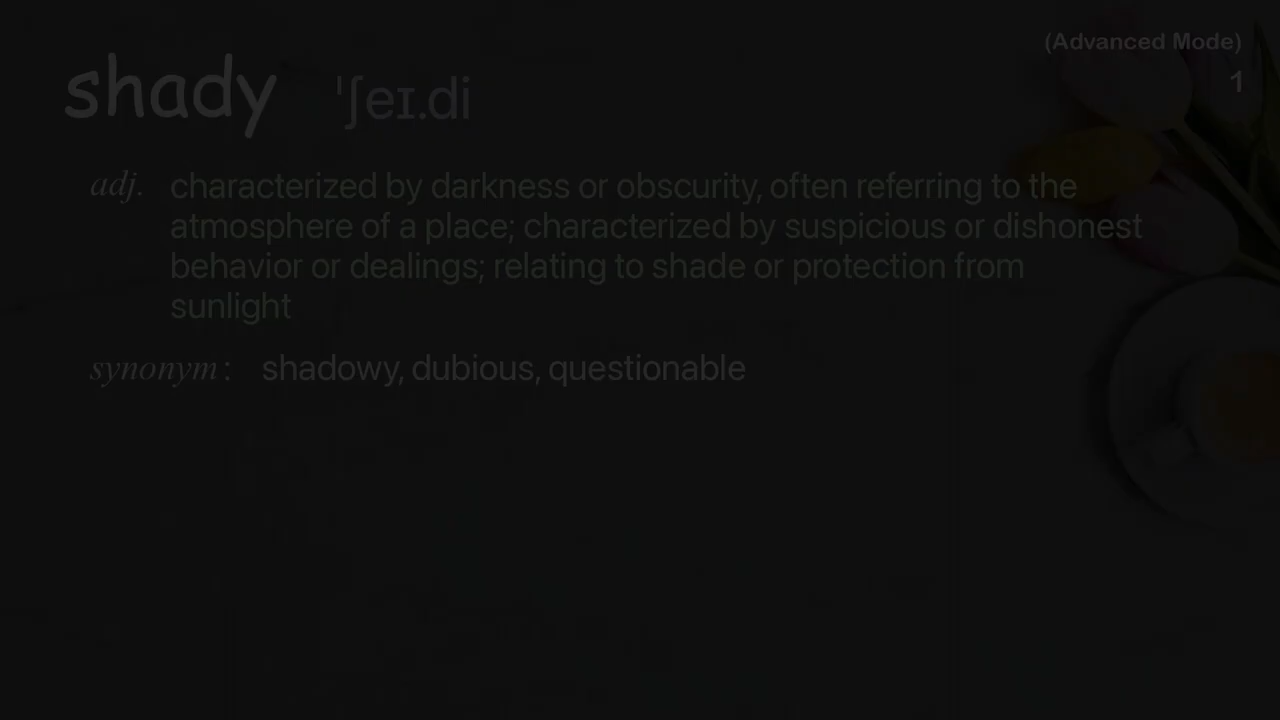 (Advanced Mode)
1
shady ˈʃeɪ.di
adj. characterized by darkness or obscurity, often referring to the
atmosphere of a place; characterized by suspicious or dishonest
behavior or dealings; relating to shade or protection from
sunlight
synonym: shadowy, dubious, questionable